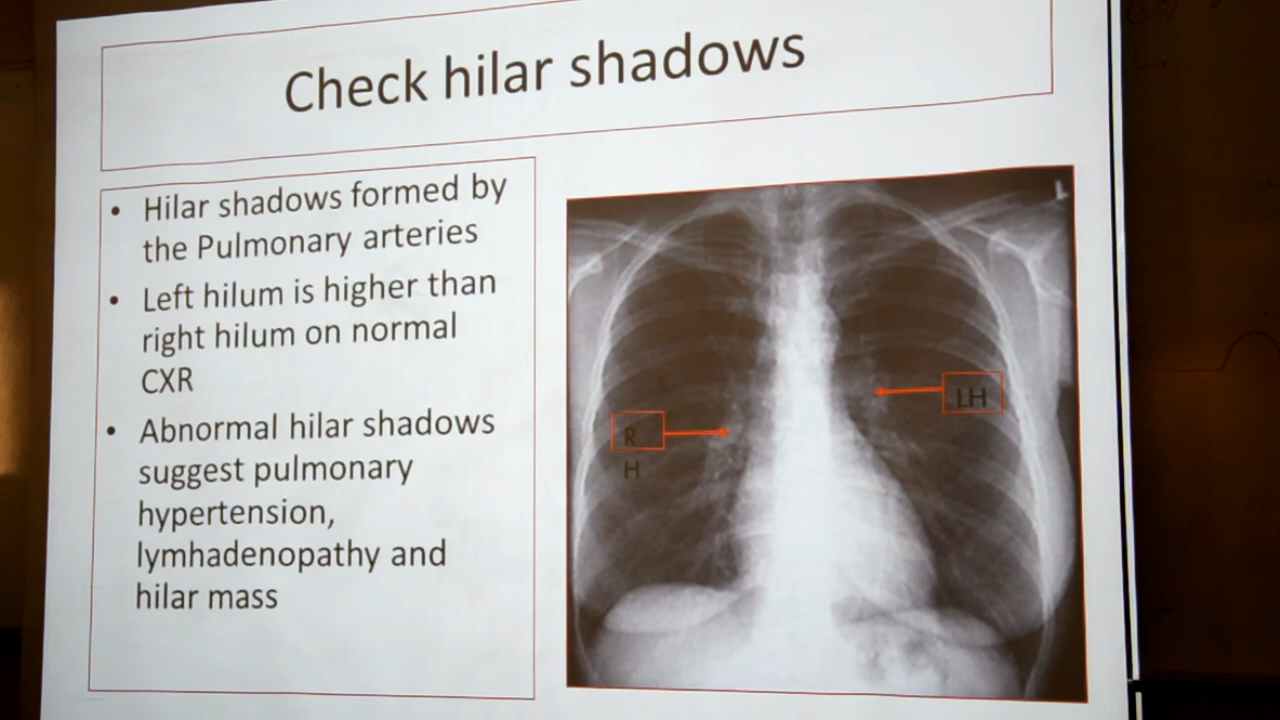 Check hilar shadows
• Hilar shadows formed by
the Pulmonary arteries
• Left hilum is higher than
right hilum on normal
CXR
• Abnormal hilar shadows
suggest pulmonary
hypertension,
lymhadenopathy and
hilar mass
L
LH
R
H